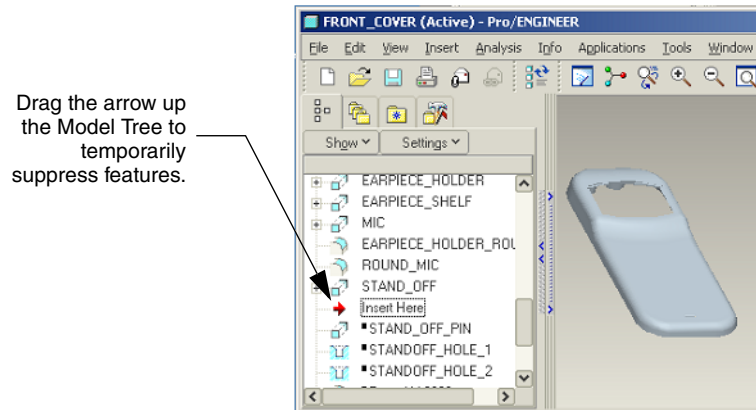 FRONT_COVER (Active) - Pro/ENGINEER
File Edit View Insert Analysis Info Applications Tools Window
Drag the arrow up
the Model Tree to
temporarily
suppress features.
Show Settings
EARPIECE_HOLDER
EARPIECE_SHELF
MIC
EARPIECE_HOLDER_ROU
ROUND_MIC
STAND_OFF
Insert Here
STAND_OFF_PIN
STANDOFF_HOLE_1
STANDOFF_HOLE_2